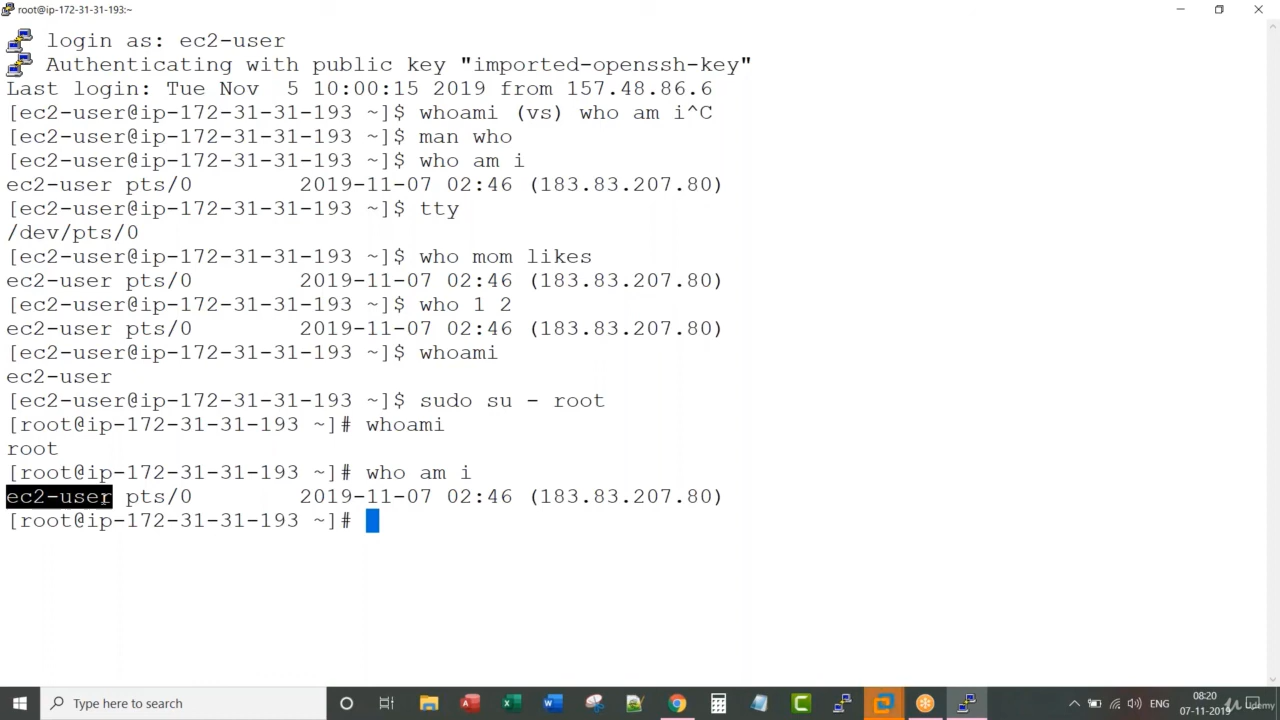 root@ip-172-31-31-193:~
login as: ec2-user
Authenticating with public key "imported-openssh-key"
Last login: Tue Nov  5 10:00:15 2019 from 157.48.86.6
[ec2-user@ip-172-31-31-193 ~]$ whoami (vs) who am i^C
[ec2-user@ip-172-31-31-193 ~]$ man who
[ec2-user@ip-172-31-31-193 ~]$ who am i
ec2-user pts/0        2019-11-07 02:46 (183.83.207.80)
[ec2-user@ip-172-31-31-193 ~]$ tty
/dev/pts/0
[ec2-user@ip-172-31-31-193 ~]$ who mom likes
ec2-user pts/0        2019-11-07 02:46 (183.83.207.80)
[ec2-user@ip-172-31-31-193 ~]$ who 1 2
ec2-user pts/0        2019-11-07 02:46 (183.83.207.80)
[ec2-user@ip-172-31-31-193 ~]$ whoami
ec2-user
[ec2-user@ip-172-31-31-193 ~]$ sudo su - root
[root@ip-172-31-31-193 ~]# whoami
root
[root@ip-172-31-31-193 ~]# who am i
ec2-user pts/0        2019-11-07 02:46 (183.83.207.80)
[root@ip-172-31-31-193 ~]#
Type here to search
ENG
08:20
07-11-2019
Udemy